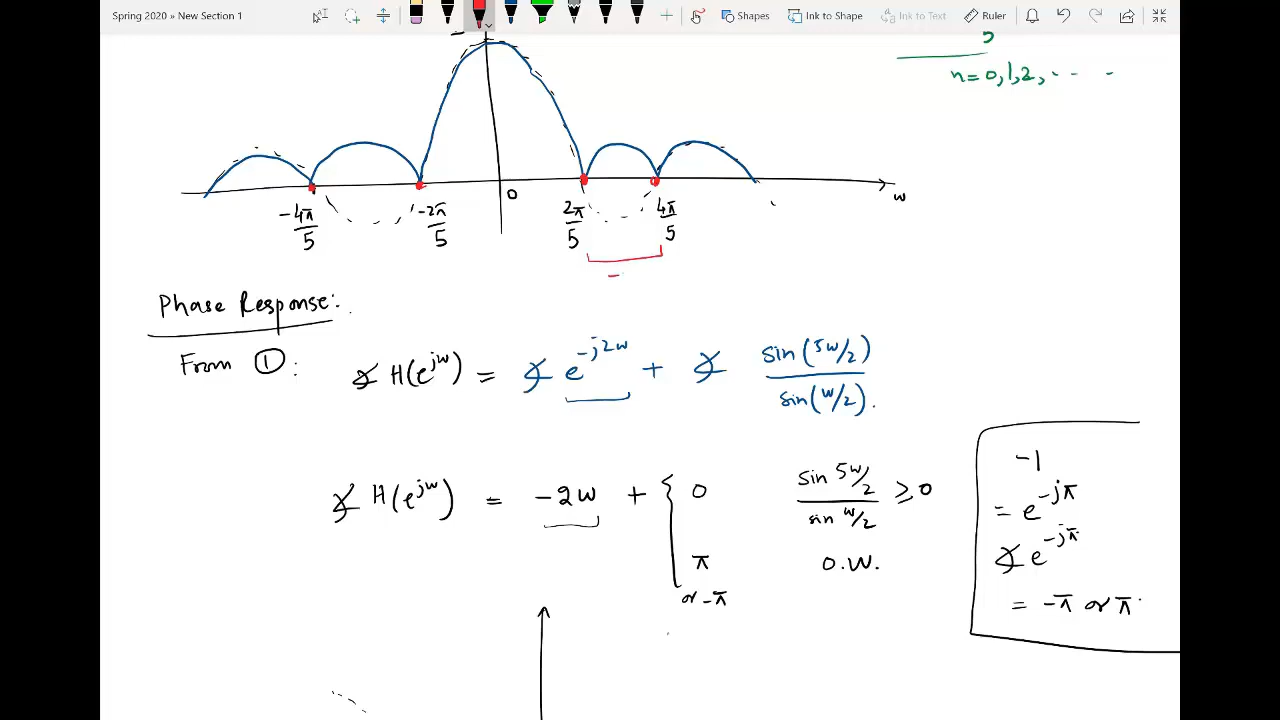 Spring 2020 » New Section 1
Shapes
Ink to Shape
Ink to Text
Ruler
n=0,1,2, ....
0
w
-4π/5
-2π/5
2π/5
4π/5
-
Phase Response:
From ①: ∡ H(e^{jw}) = ∡ e^{-j2w} + ∡ sin(5w/2)/sin(w/2).
∡ H(e^{jw}) = -2w + { 0   sin 5w/2 / sin w/2 ≥ 0
π   O.W.
or -π
-1
= e^{-jπ}
∡ e^{-jπ}
= -π or π